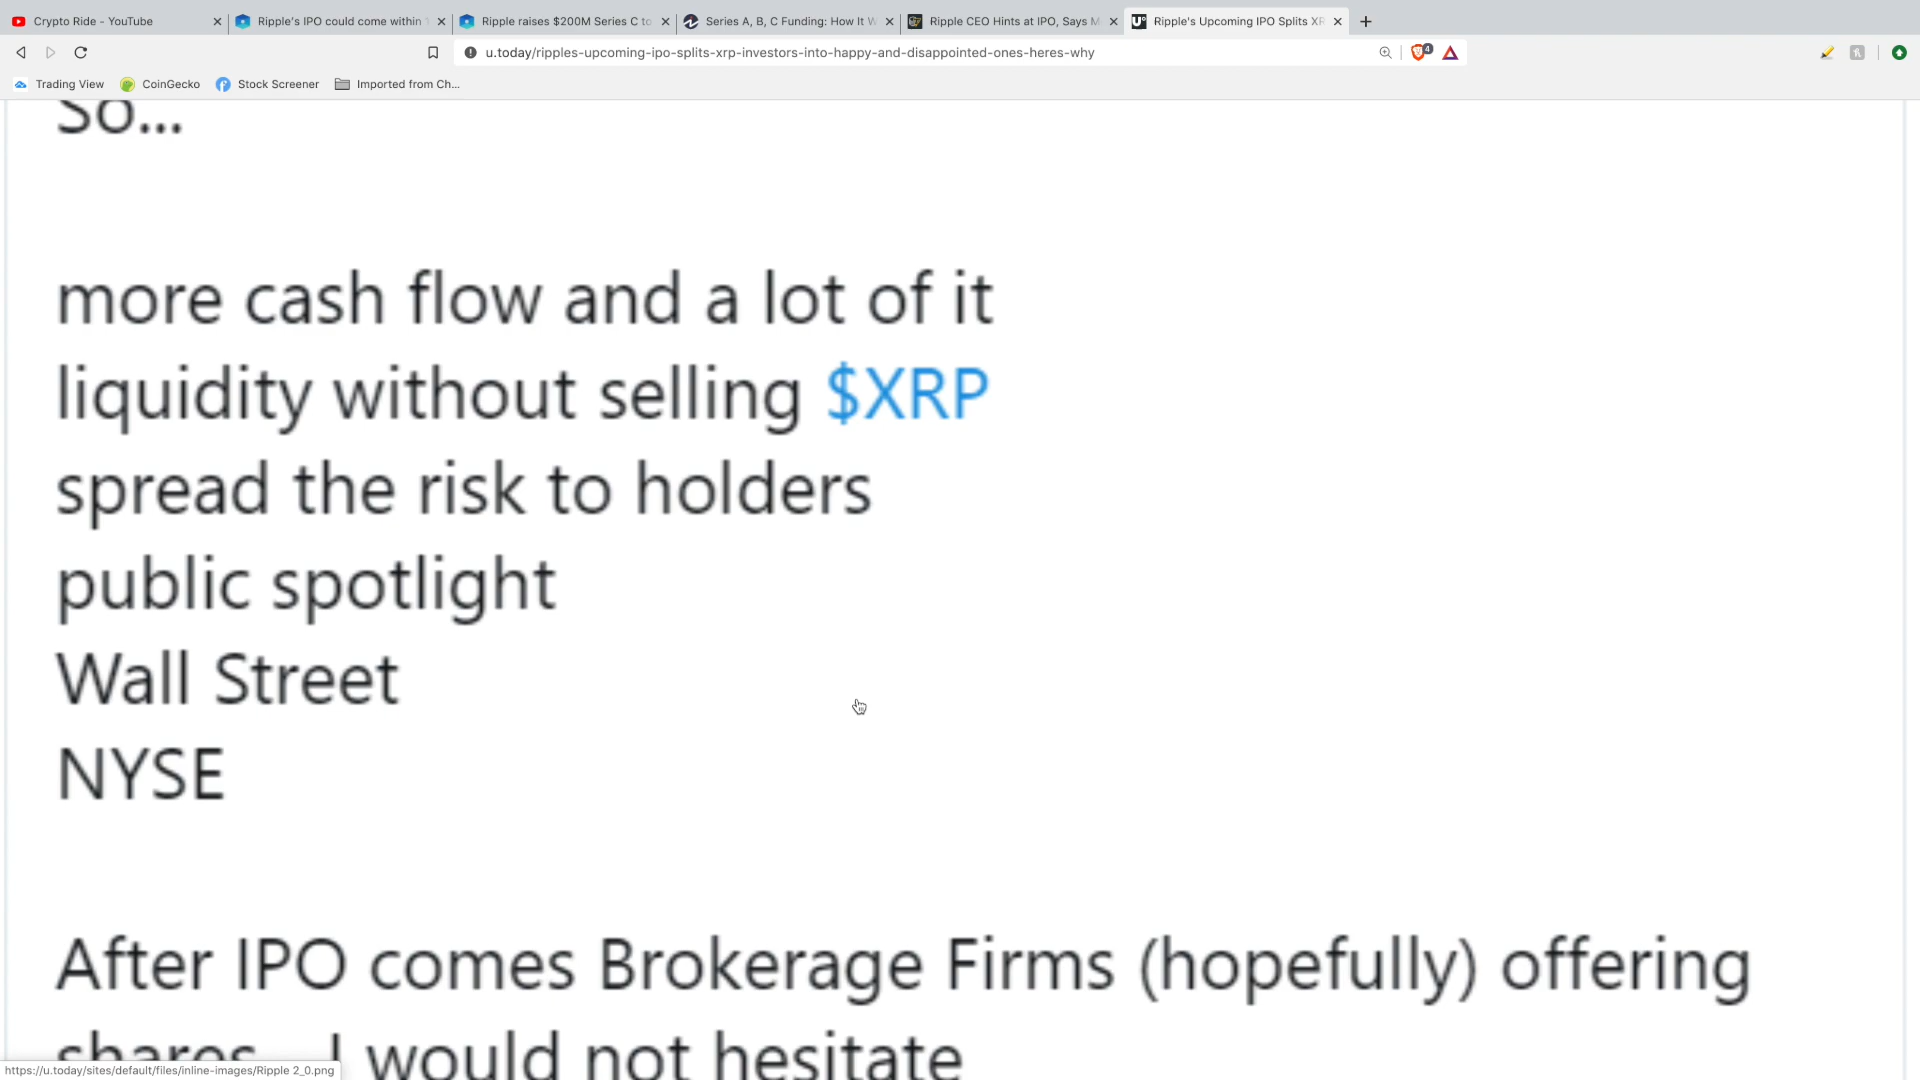 Crypto Ride - YouTube
Ripple's IPO could come within
Ripple raises $200M Series C to
Series A, B, C Funding: How It W
Ripple CEO Hints at IPO, Says M
Ripple's Upcoming IPO Splits XR
u.today/ripples-upcoming-ipo-splits-xrp-investors-into-happy-and-disappointed-ones-heres-why
4
Trading View
CoinGecko
Stock Screener
Imported from Ch...
So...
more cash flow and a lot of it
liquidity without selling $XRP
spread the risk to holders
public spotlight
Wall Street
NYSE
After IPO comes Brokerage Firms (hopefully) offering
shares... I would not hesitate
https://u.today/sites/default/files/inline-images/Ripple 2_0.png